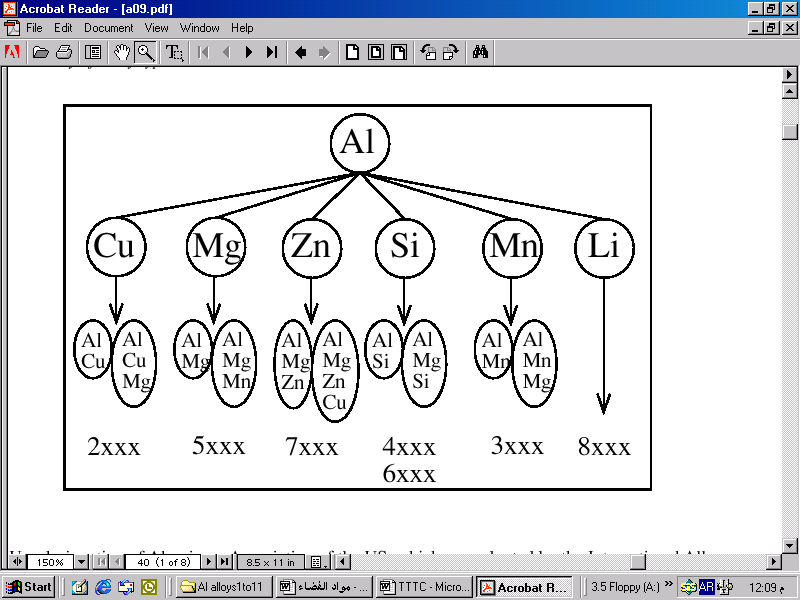 Acrobat Reader - [a09.pdf]
File Edit Document View Window Help
Al
Cu Mg Zn Si Mn Li
Al Cu
Al Cu Mg
Al Mg
Al Mg Mn
Al Mg Zn
Al Mg Zn Cu
Al Si
Al Mg Si
Al Mn
Al Mn Mg
2xxx 5xxx 7xxx 4xxx 3xxx 8xxx
6xxx
150% 40 (1 of 8) 8.5 x 11 in
Start Al alloys1to11 مواد الفضاء - ... TTTC - Micro... Acrobat R... 3.5 Floppy (A:) » AR 12:09 م